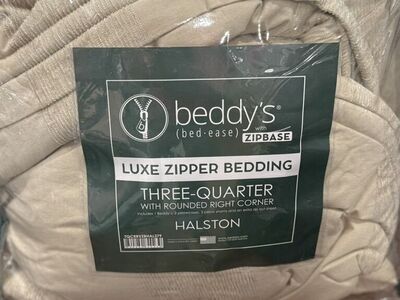 beddy's®
(bed·ease)
with
ZIPBASE
LUXE ZIPPER BEDDING
THREE-QUARTER
WITH ROUNDED RIGHT CORNER
HALSTON